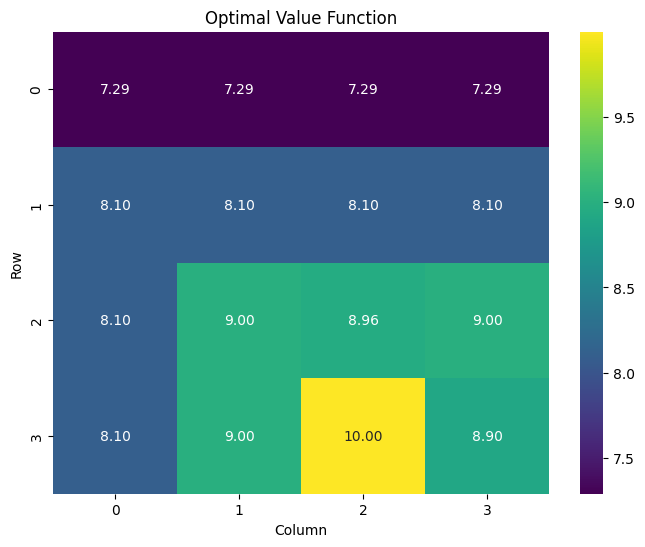 Optimal Value Function
0 7.29 7.29 7.29 7.29
1 8.10 8.10 8.10 8.10
2 8.10 9.00 8.96 9.00
3 8.10 9.00 10.00 8.90
0 1 2 3
Column
Row
9.5
9.0
8.5
8.0
7.5